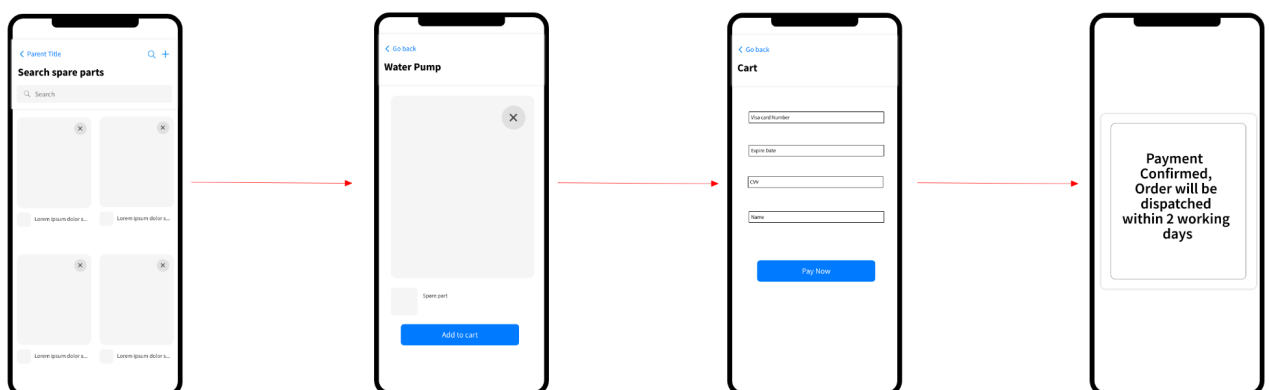 Parent Title
Search spare parts
Search
Lorem ipsum dolor s...
Lorem ipsum dolor s...
Lorem ipsum dolor s...
Lorem ipsum dolor s...
Go back
Water Pump
Spare part
Add to cart
Go back
Cart
Visa card Number
Expire Date
CVV
Name
Pay Now
Payment
Confirmed,
Order will be
dispatched
within 2 working
days